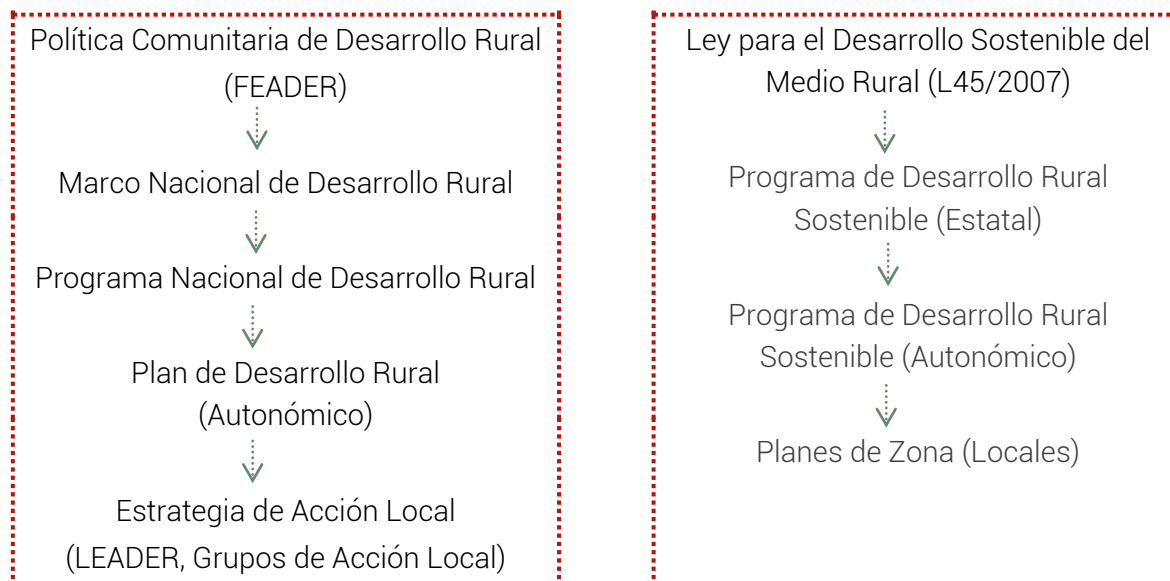 Política Comunitaria de Desarrollo Rural
(FEADER)
Marco Nacional de Desarrollo Rural
Programa Nacional de Desarrollo Rural
Plan de Desarrollo Rural
(Autonómico)
Estrategia de Acción Local
(LEADER, Grupos de Acción Local)
Ley para el Desarrollo Sostenible del
Medio Rural (L45/2007)
Programa de Desarrollo Rural
Sostenible (Estatal)
Programa de Desarrollo Rural
Sostenible (Autonómico)
Planes de Zona (Locales)